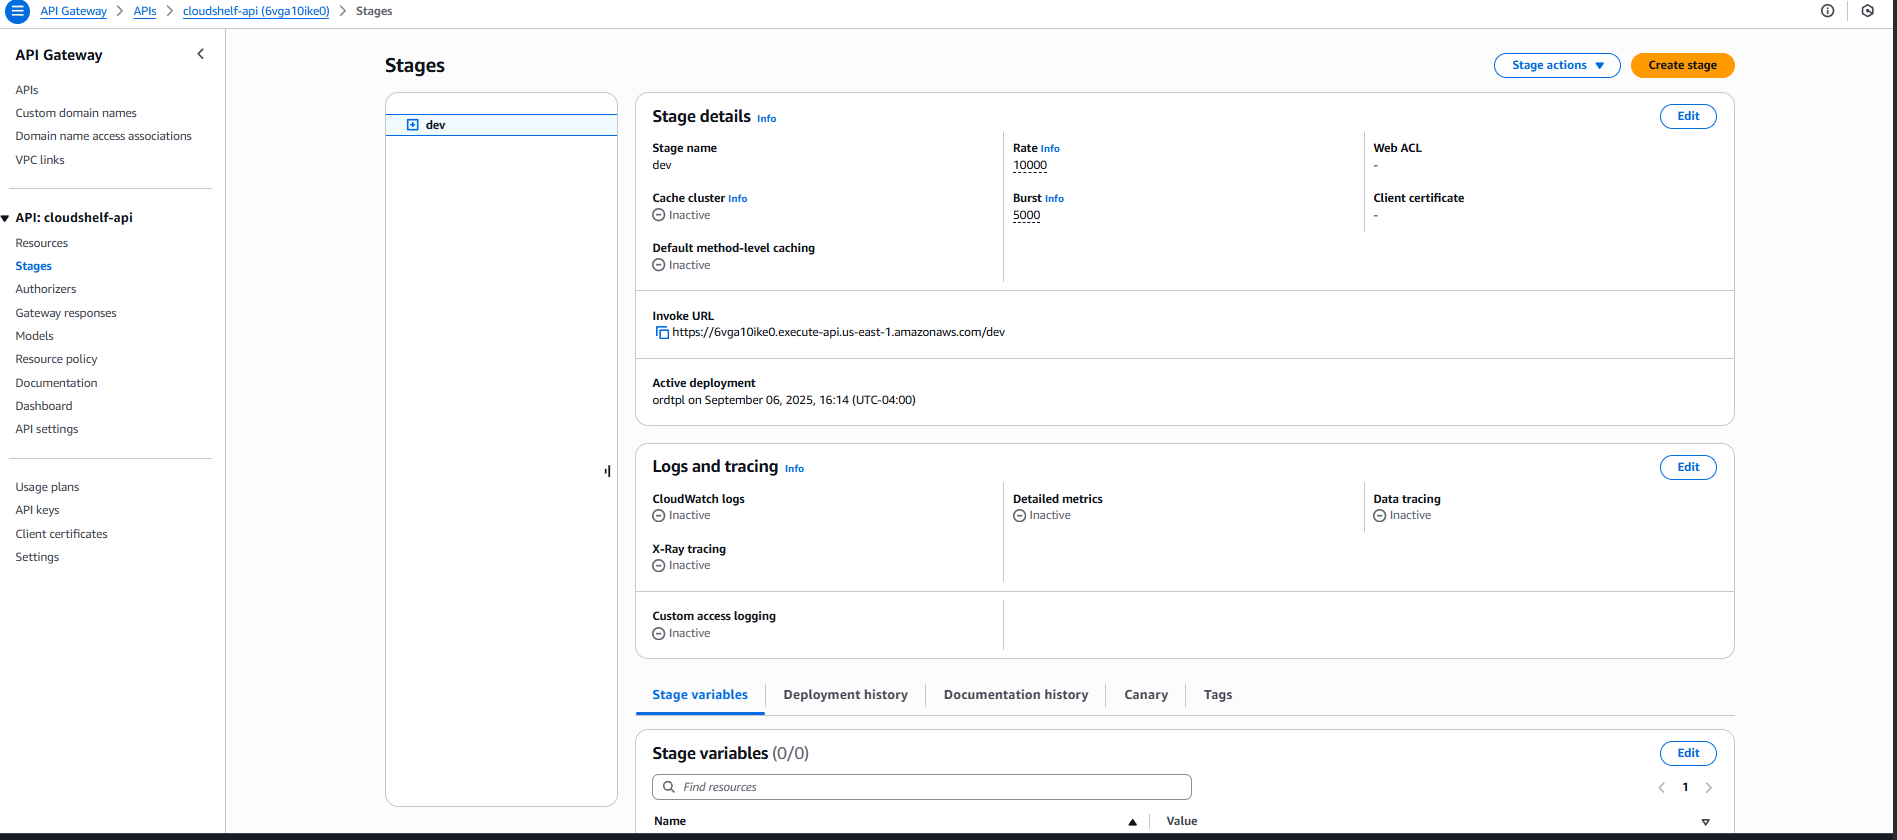 API Gateway > APIs > cloudshelf-api (6vga10ike0) > Stages
API Gateway
APIs
Custom domain names
Domain name access associations
VPC links
API: cloudshelf-api
Resources
Stages
Authorizers
Gateway responses
Models
Resource policy
Documentation
Dashboard
API settings
Usage plans
API keys
Client certificates
Settings
Stages
Stage actions
Create stage
dev
Stage details Info
Edit
Stage name
dev
Rate Info
10000
Web ACL
-
Cache cluster Info
Inactive
Burst Info
5000
Client certificate
-
Default method-level caching
Inactive
Invoke URL
https://6vga10ike0.execute-api.us-east-1.amazonaws.com/dev
Active deployment
ordtpl on September 06, 2025, 16:14 (UTC-04:00)
Logs and tracing Info
Edit
CloudWatch logs
Inactive
Detailed metrics
Inactive
Data tracing
Inactive
X-Ray tracing
Inactive
Custom access logging
Inactive
Stage variables
Deployment history
Documentation history
Canary
Tags
Stage variables (0/0)
Edit
Find resources
1
Name
Value